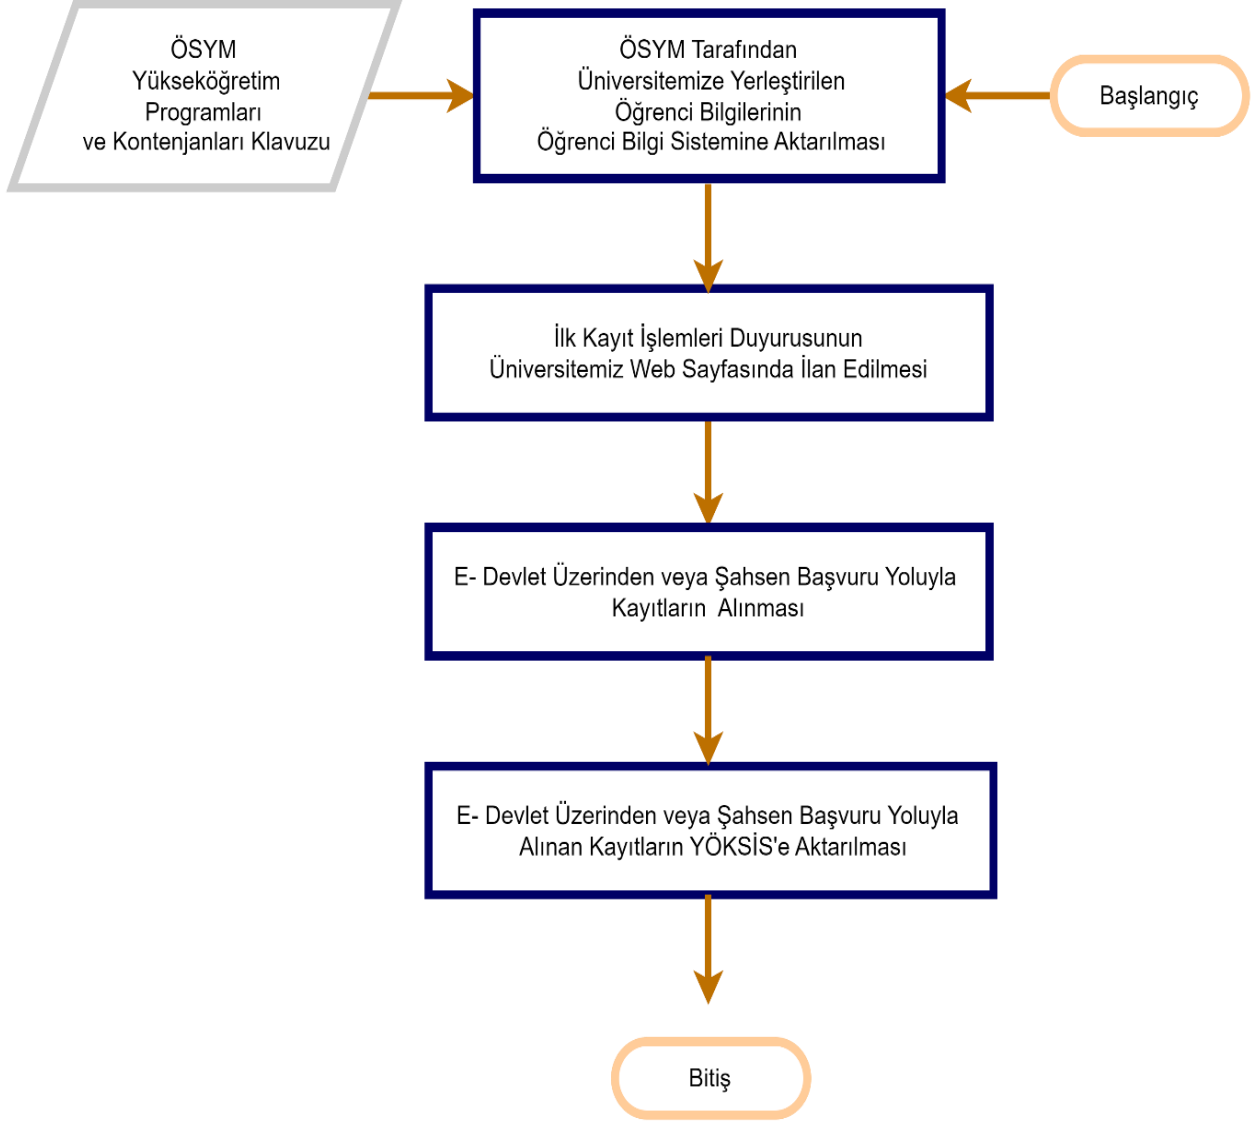 ÖSYM
Yükseköğretim
Programları
ve Kontenjanları Klavuzu
ÖSYM Tarafından
Üniversitemize Yerleştirilen
Öğrenci Bilgilerinin
Öğrenci Bilgi Sistemine Aktarılması
Başlangıç
İlk Kayıt İşlemleri Duyurusunun
Üniversitemiz Web Sayfasında İlan Edilmesi
E- Devlet Üzerinden veya Şahsen Başvuru Yoluyla
Kayıtların Alınması
E- Devlet Üzerinden veya Şahsen Başvuru Yoluyla
Alınan Kayıtların YÖKSİS'e Aktarılması
Bitiş